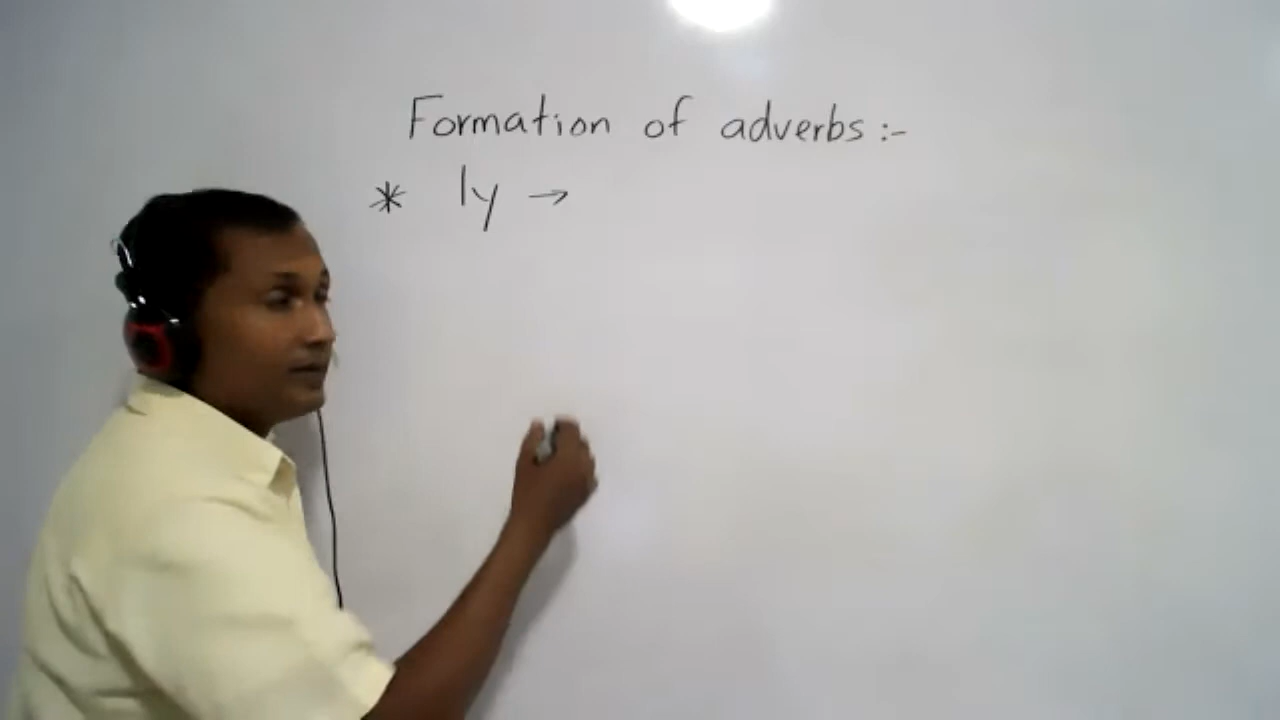 Formation of adverbs :-
* ly →